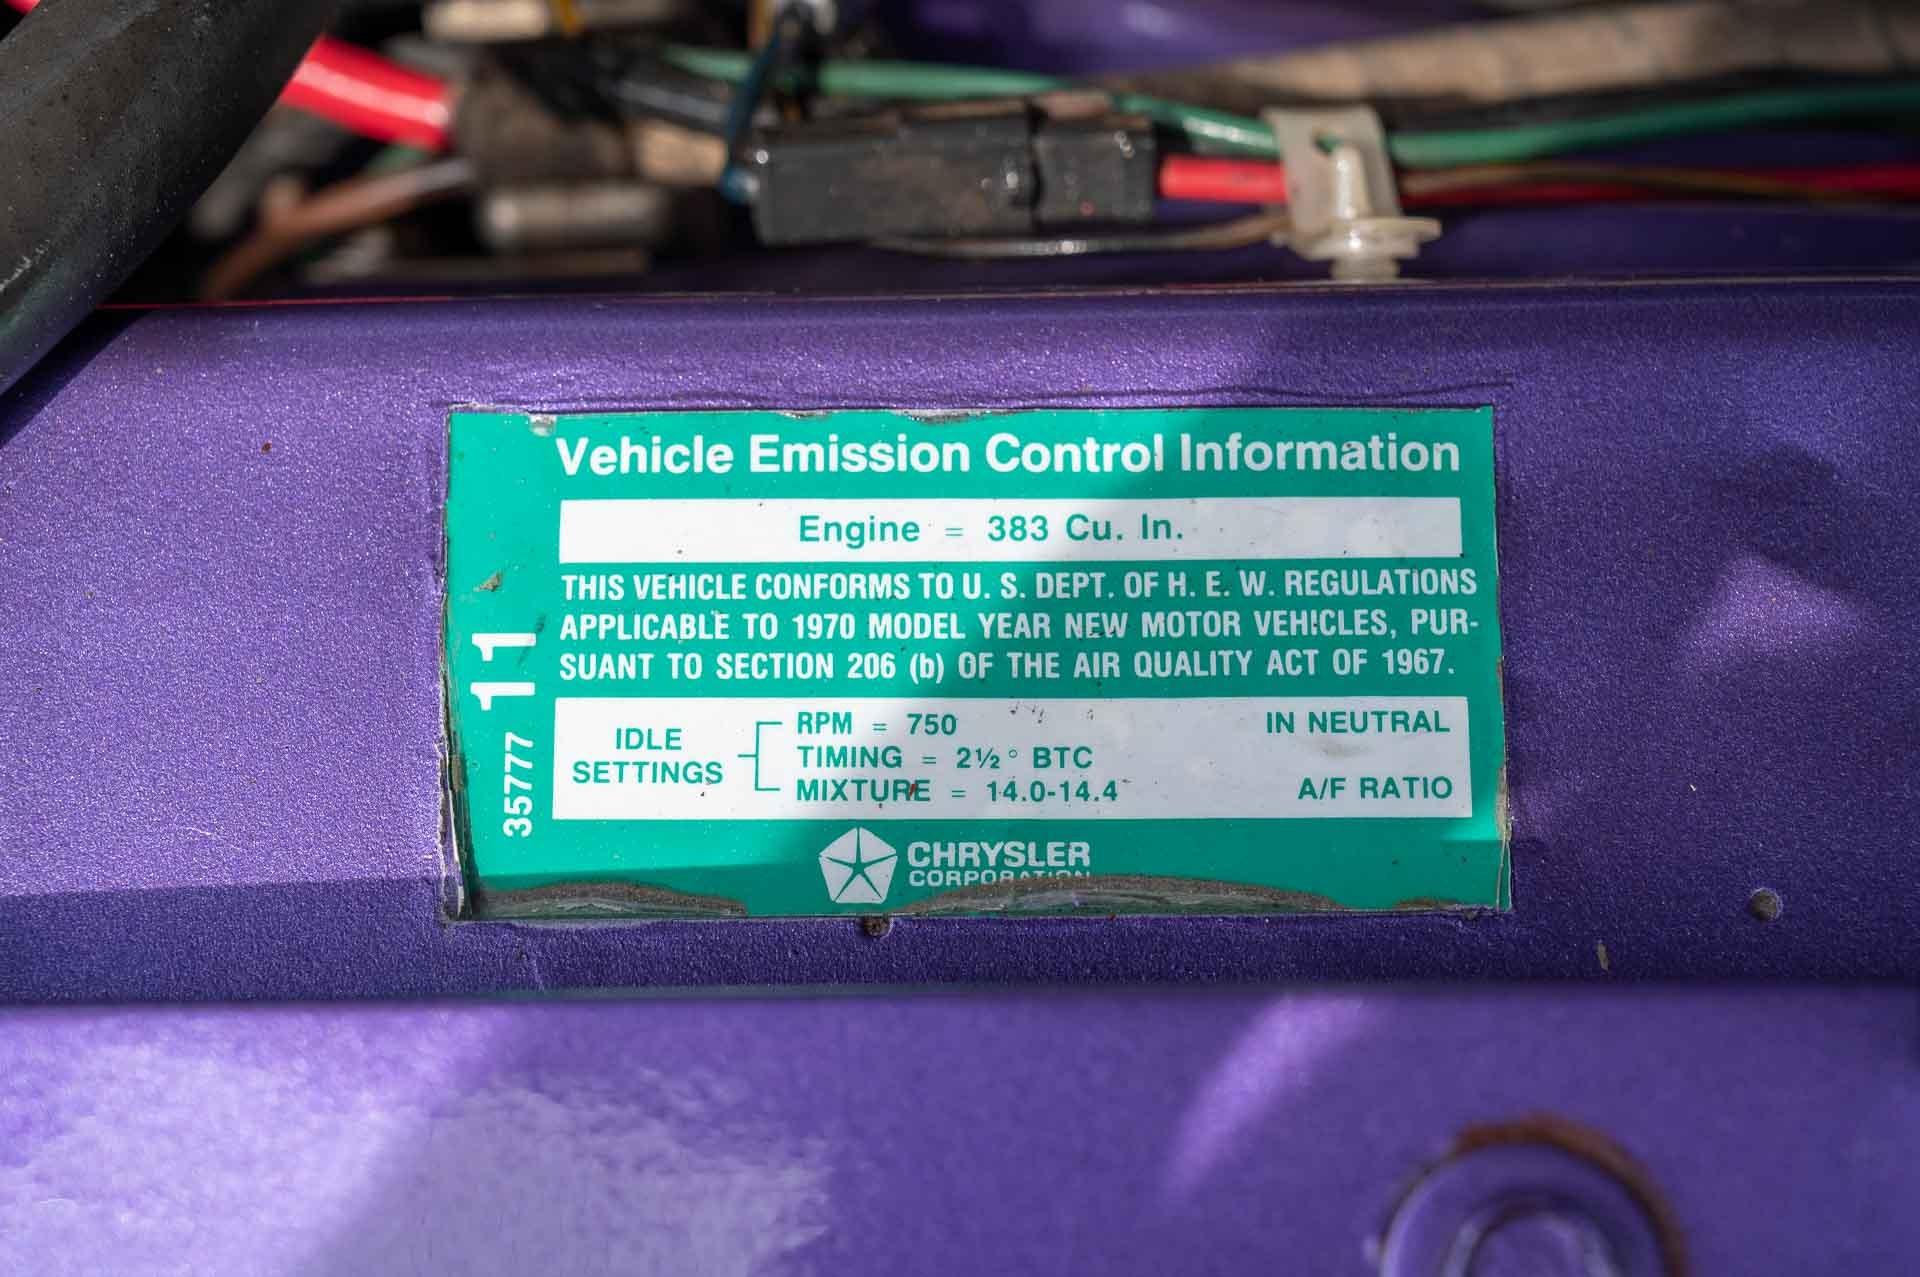 Vehicle Emission Control Information
Engine = 383 Cu. In.
THIS VEHICLE CONFORMS TO U. S. DEPT. OF H. E. W. REGULATIONS
APPLICABLE TO 1970 MODEL YEAR NEW MOTOR VEHICLES, PUR-
SUANT TO SECTION 206 (b) OF THE AIR QUALITY ACT OF 1967.
IDLE
SETTINGS
RPM = 750 IN NEUTRAL
TIMING = 2½° BTC
MIXTURE = 14.0-14.4 A/F RATIO
CHRYSLER
CORPORATION
35777 11